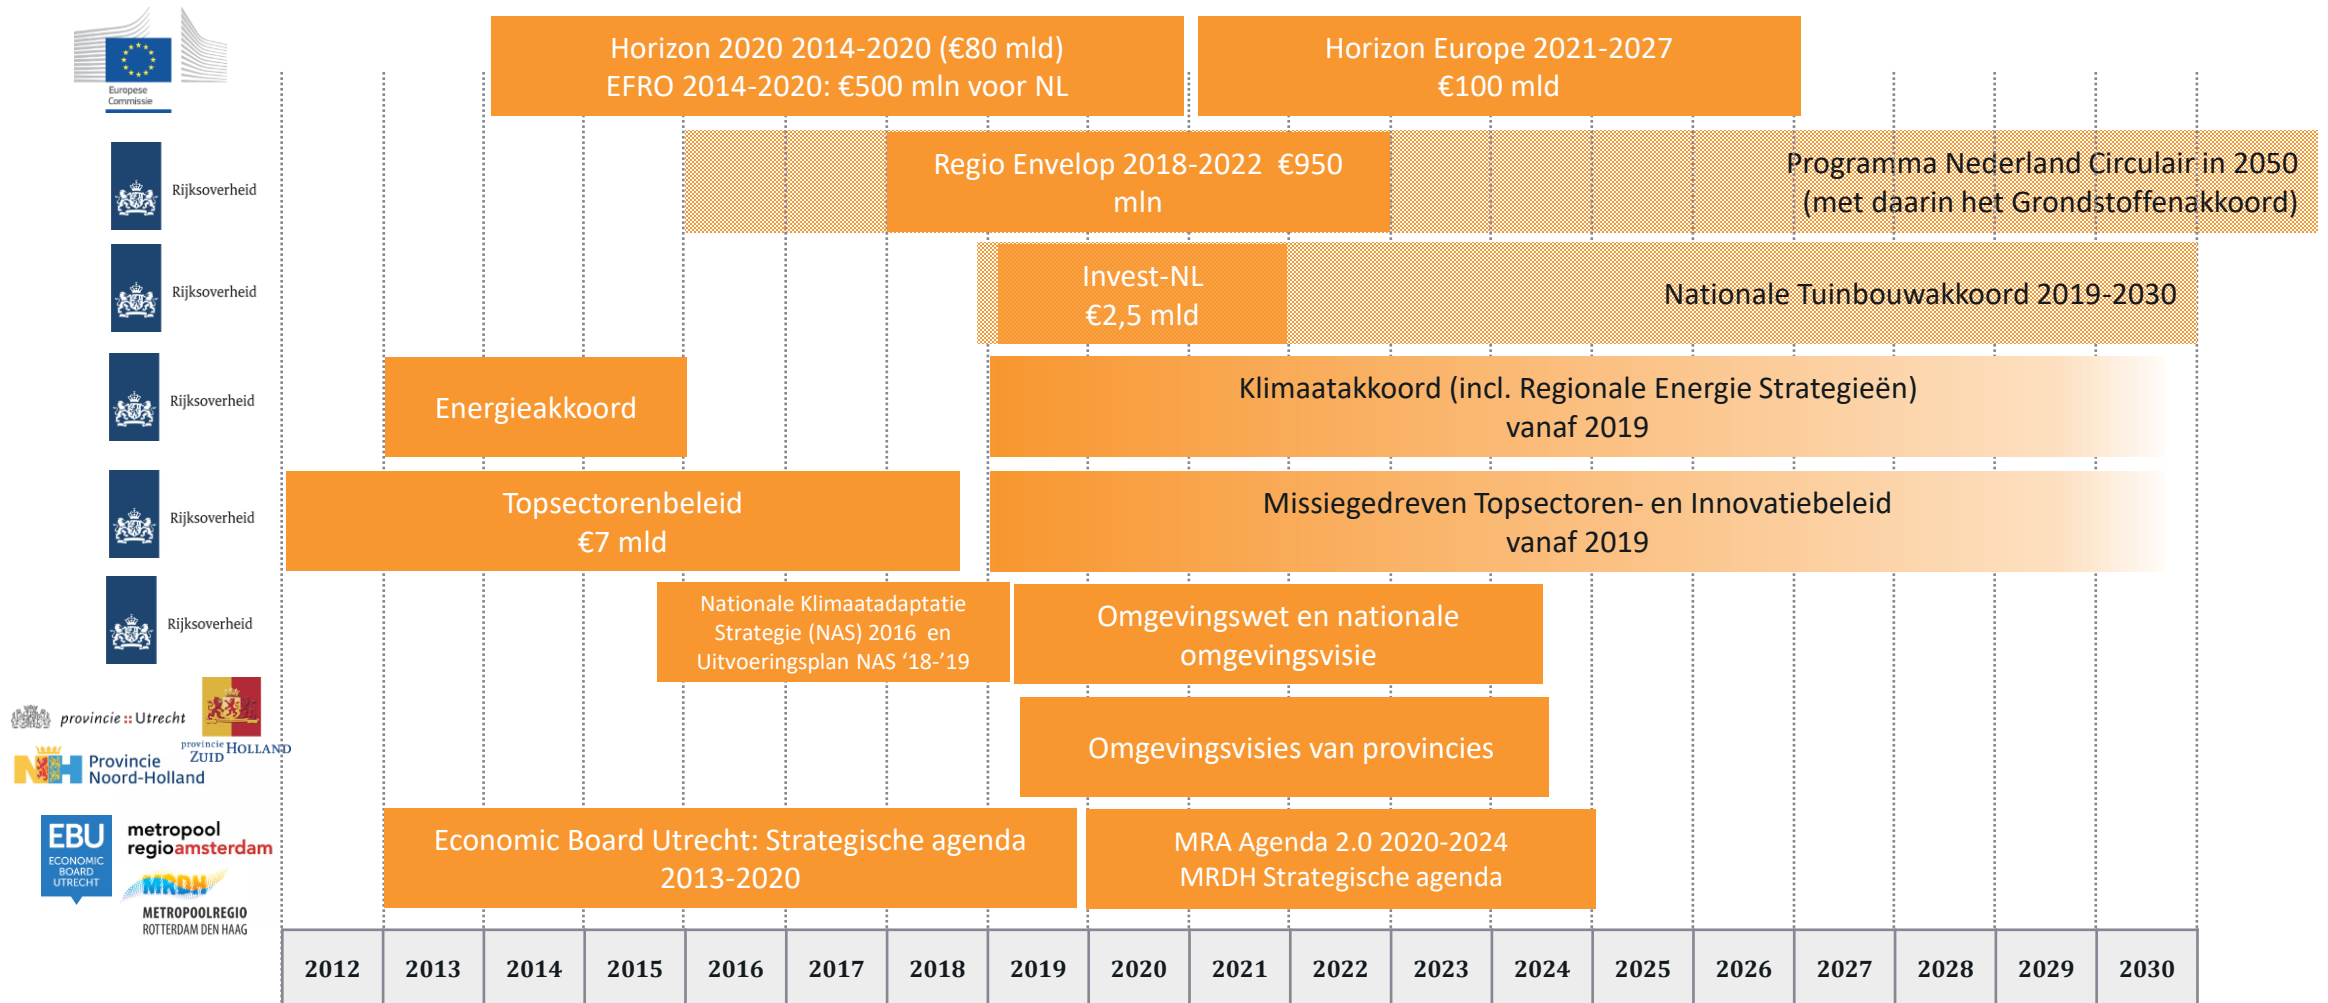 Europese
Commissie
Horizon 2020 2014-2020 (€80 mld)
EFRO 2014-2020: €500 mln voor NL
Horizon Europe 2021-2027
€100 mld
Rijksoverheid
Regio Envelop 2018-2022 €950
mln
Programma Nederland Circulair in 2050
(met daarin het Grondstoffenakkoord)
Rijksoverheid
Invest-NL
€2,5 mld
Nationale Tuinbouwakkoord 2019-2030
Rijksoverheid
Energieakkoord
Klimaatakkoord (incl. Regionale Energie Strategieën)
vanaf 2019
Rijksoverheid
Topsectorenbeleid
€7 mld
Missiegedreven Topsectoren- en Innovatiebeleid
vanaf 2019
Rijksoverheid
Nationale Klimaatadaptatie
Strategie (NAS) 2016 en
Uitvoeringsplan NAS ‘18-’19
Omgevingswet en nationale
omgevingsvisie
provincie :: Utrecht
provincie
ZUID HOLLAND
NH Provincie
Noord-Holland
Omgevingsvisies van provincies
EBU
ECONOMIC
BOARD
UTRECHT
metropool
regioamsterdam
MRDH
METROPOOLREGIO
ROTTERDAM DEN HAAG
Economic Board Utrecht: Strategische agenda
2013-2020
MRA Agenda 2.0 2020-2024
MRDH Strategische agenda
2012 2013 2014 2015 2016 2017 2018 2019 2020 2021 2022 2023 2024 2025 2026 2027 2028 2029 2030